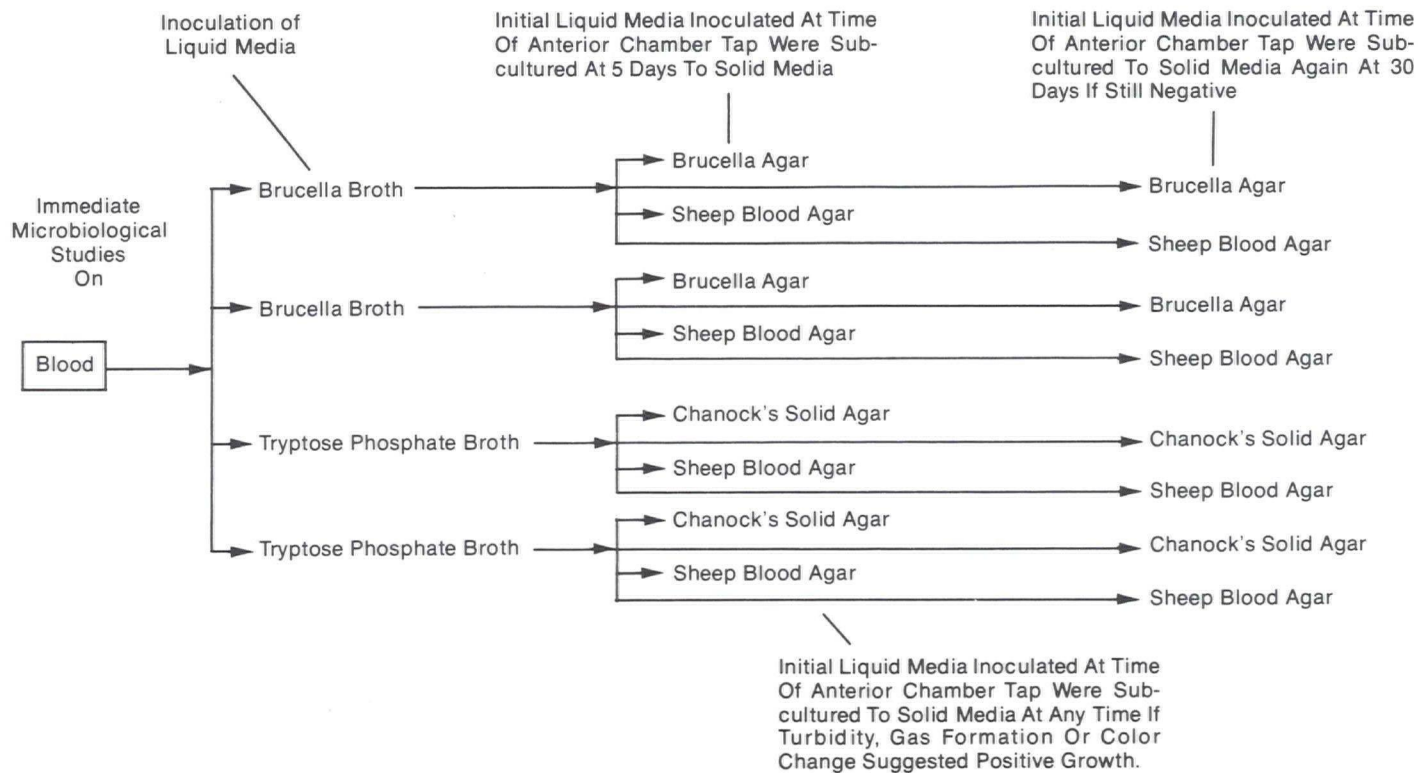 Inoculation of
Liquid Media
Initial Liquid Media Inoculated At Time
Of Anterior Chamber Tap Were Sub-
cultured At 5 Days To Solid Media
Initial Liquid Media Inoculated At Time
Of Anterior Chamber Tap Were Sub-
cultured To Solid Media Again At 30
Days If Still Negative
Immediate
Microbiological
Studies
On
Blood
Brucella Broth
Brucella Agar
Sheep Blood Agar
Brucella Agar
Sheep Blood Agar
Brucella Broth
Brucella Agar
Sheep Blood Agar
Brucella Agar
Sheep Blood Agar
Tryptose Phosphate Broth
Chanock's Solid Agar
Sheep Blood Agar
Chanock's Solid Agar
Sheep Blood Agar
Tryptose Phosphate Broth
Chanock's Solid Agar
Sheep Blood Agar
Chanock's Solid Agar
Sheep Blood Agar
Initial Liquid Media Inoculated At Time
Of Anterior Chamber Tap Were Sub-
cultured To Solid Media At Any Time If
Turbidity, Gas Formation Or Color
Change Suggested Positive Growth.